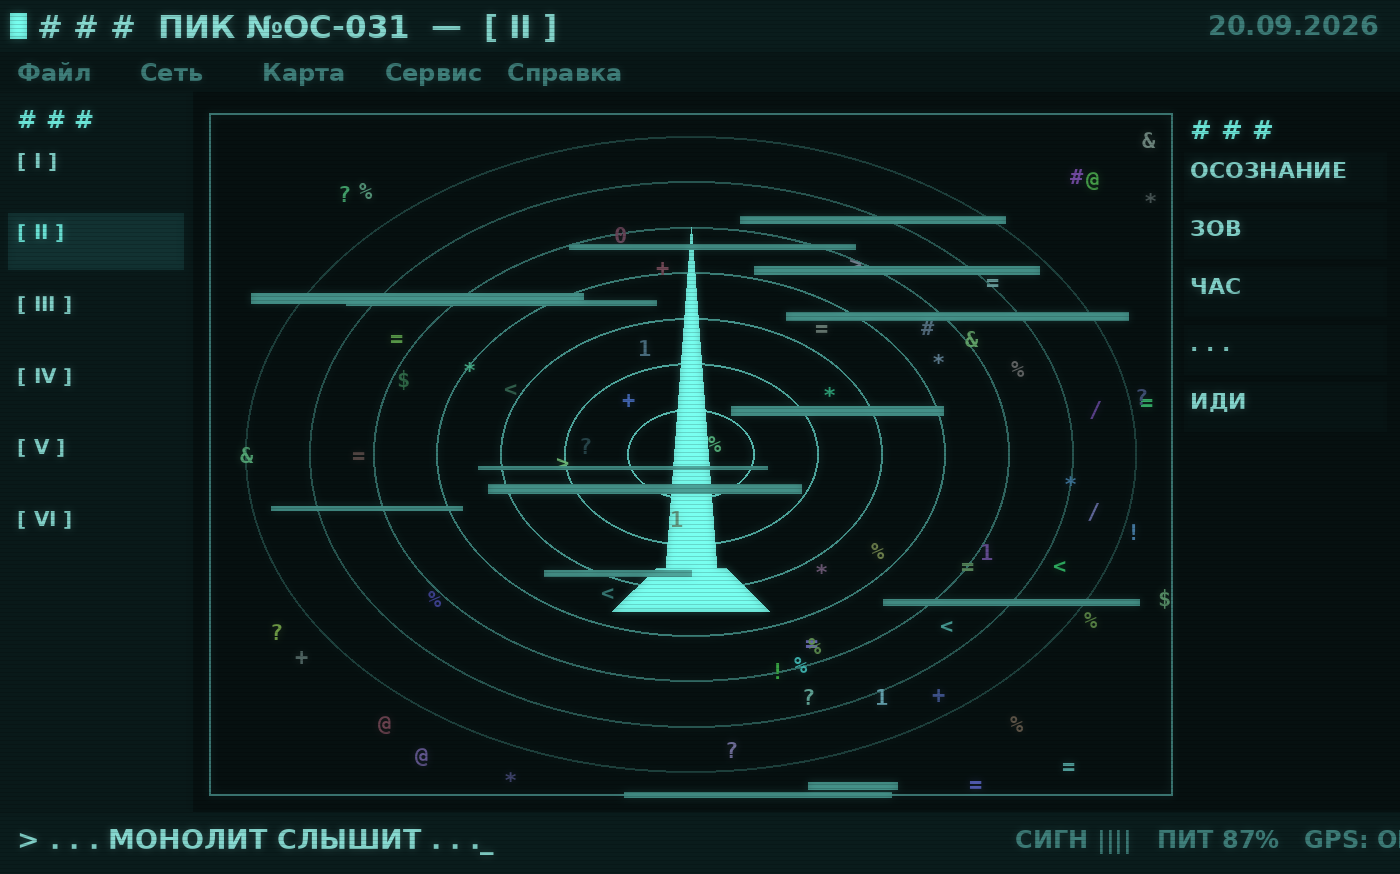 # # # ПИК №ОС-031 — [ II ]
20.09.2026
Файл Сеть Карта Сервис Справка
# # #
[ I ]
[ II ]
[ III ]
[ IV ]
[ V ]
[ VI ]
# # #
ОСОЗНАНИЕ
ЗОВ
ЧАС
. . .
ИДИ
> . . . МОНОЛИТ СЛЫШИТ . . ._
СИГН |||| ПИТ 87% GPS: